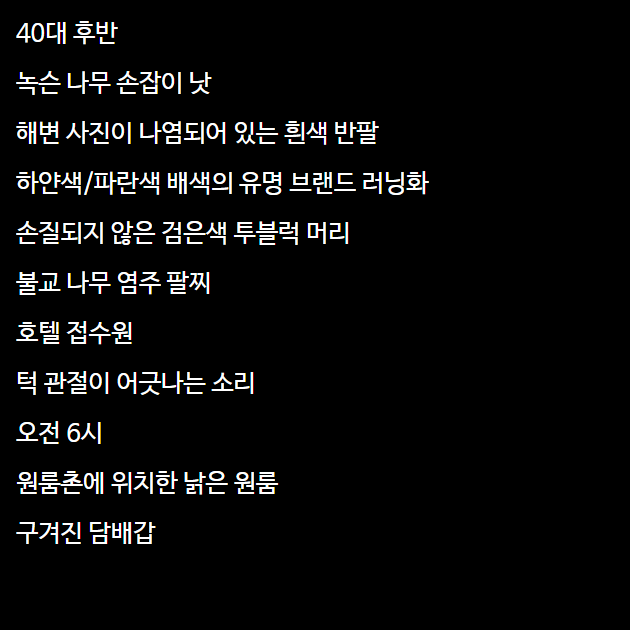 40대 후반
녹슨 나무 손잡이 낫
해변 사진이 나염되어 있는 흰색 반팔
하얀색/파란색 배색의 유명 브랜드 러닝화
손질되지 않은 검은색 투블럭 머리
불교 나무 염주 팔찌
호텔 접수원
턱 관절이 어긋나는 소리
오전 6시
원룸촌에 위치한 낡은 원룸
구겨진 담배갑